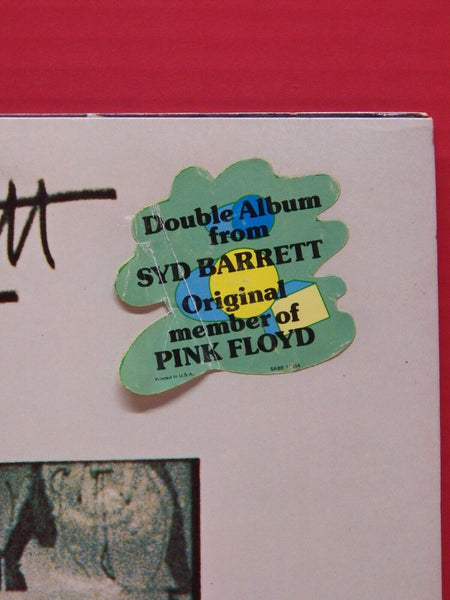 Double Album
from
SYD BARRETT
Original
member of
PINK FLOYD
Printed in U.S.A.